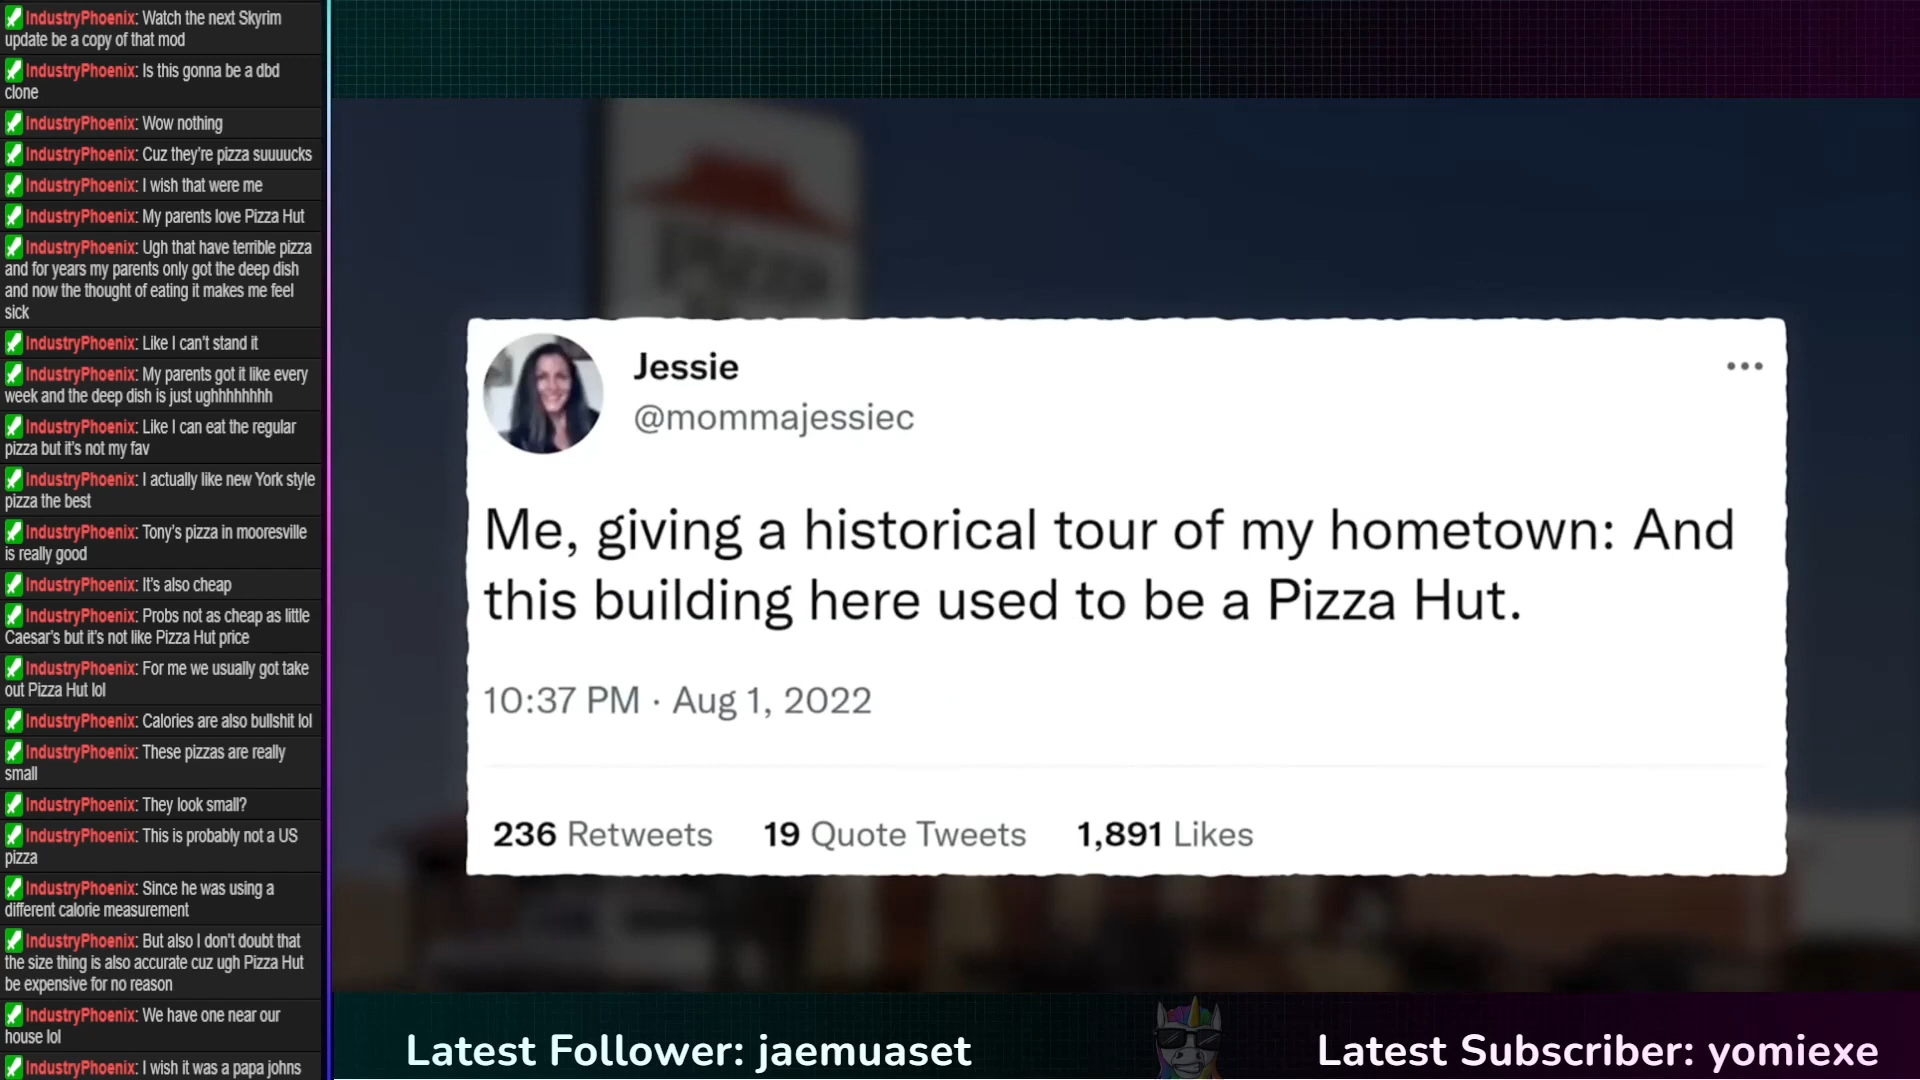 IndustryPhoenix: Watch the next Skyrim
update be a copy of that mod
IndustryPhoenix: Is this gonna be a dbd
clone
IndustryPhoenix: Wow nothing
IndustryPhoenix: Cuz they're pizza suuuucks
IndustryPhoenix: I wish that were me
IndustryPhoenix: My parents love Pizza Hut
IndustryPhoenix: Ugh that have terrible pizza
and for years my parents only got the deep dish
and now the thought of eating it makes me feel
sick
IndustryPhoenix: Like I can't stand it
IndustryPhoenix: My parents got it like every
week and the deep dish is just ughhhhhhhh
IndustryPhoenix: Like I can eat the regular
pizza but it's not my fav
IndustryPhoenix: I actually like new York style
pizza the best
IndustryPhoenix: Tony's pizza in mooresville
is really good
IndustryPhoenix: It's also cheap
IndustryPhoenix: Probs not as cheap as little
Caesar's but it's not like Pizza Hut price
IndustryPhoenix: For me we usually got take
out Pizza Hut lol
IndustryPhoenix: Calories are also bullshit lol
IndustryPhoenix: These pizzas are really
small
IndustryPhoenix: They look small?
IndustryPhoenix: This is probably not a US
pizza
IndustryPhoenix: Since he was using a
different calorie measurement
IndustryPhoenix: But also I don't doubt that
the size thing is also accurate cuz ugh Pizza Hut
be expensive for no reason
IndustryPhoenix: We have one near our
house lol
IndustryPhoenix: I wish it was a papa johns
Pizza
Jessie
@mommajessiec
Me, giving a historical tour of my hometown: And
this building here used to be a Pizza Hut.
10:37 PM · Aug 1, 2022
236 Retweets 19 Quote Tweets 1,891 Likes
Latest Follower: jaemuaset
Latest Subscriber: yomiexe